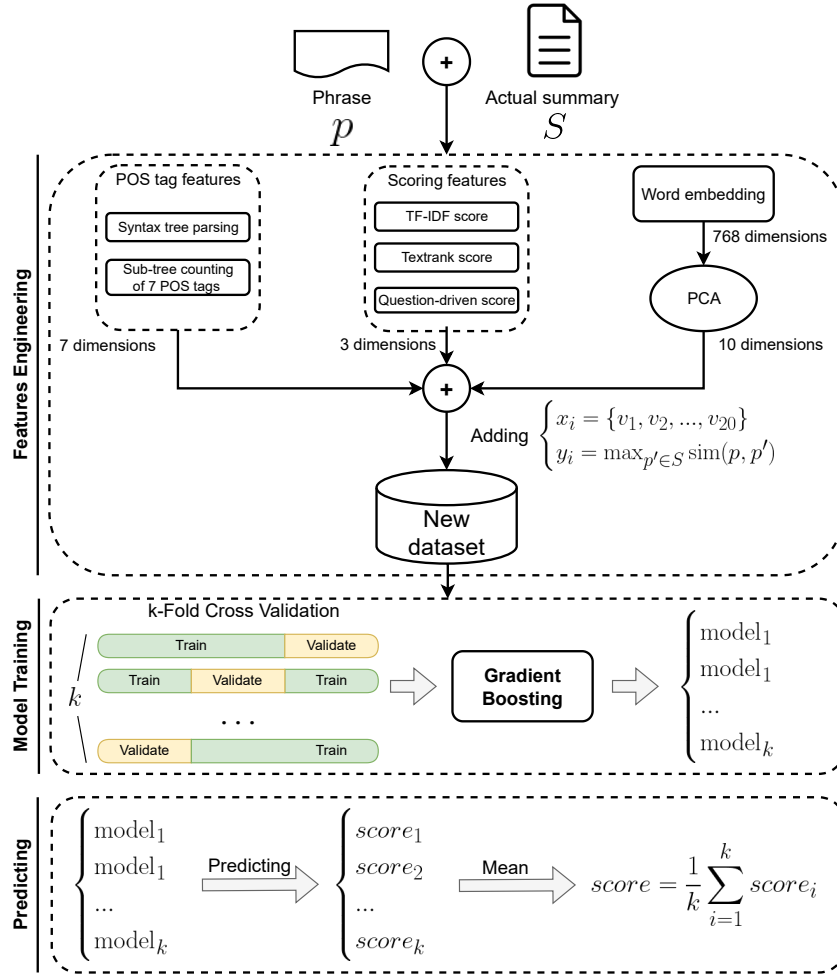 +
Phrase
p
Actual summary
S
Features Engineering
POS tag features
Syntax tree parsing
Sub-tree counting
of 7 POS tags
7 dimensions
Scoring features
TF-IDF score
Textrank score
Question-driven score
3 dimensions
Word embedding
768 dimensions
PCA
10 dimensions
+
Adding
x_i = {v_1, v_2, ..., v_20}
y_i = max_{p'∈S} sim(p, p')
New
dataset
Model Training
k-Fold Cross Validation
k
Train Validate
Train Validate Train
...
Validate Train
Gradient
Boosting
model_1
model_1
...
model_k
Predicting
model_1
model_1
...
model_k
Predicting
score_1
score_2
...
score_k
Mean
score = \frac{1}{k} \sum_{i=1}^{k} score_i